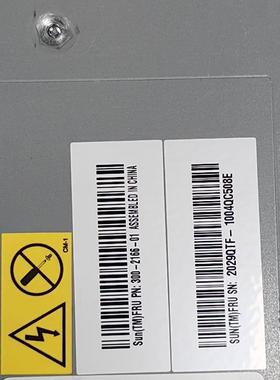 CM-1
Sun(TM)FRU PN: 300-2166-01 ASSEMBLED IN CHINA
SUN(TM)FRU SN: 2029QTF-1004QC508E